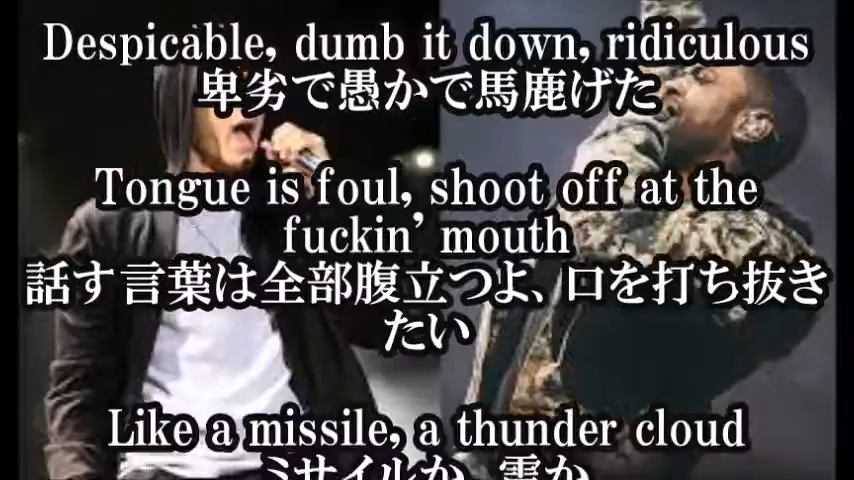 Despicable, dumb it down, ridiculous
卑劣で愚かで馬鹿げた
Tongue is foul, shoot off at the
fuckin' mouth
話す言葉は全部腹立つよ、口を打ち抜き
たい
Like a missile, a thunder cloud
ミサイルか、雷か